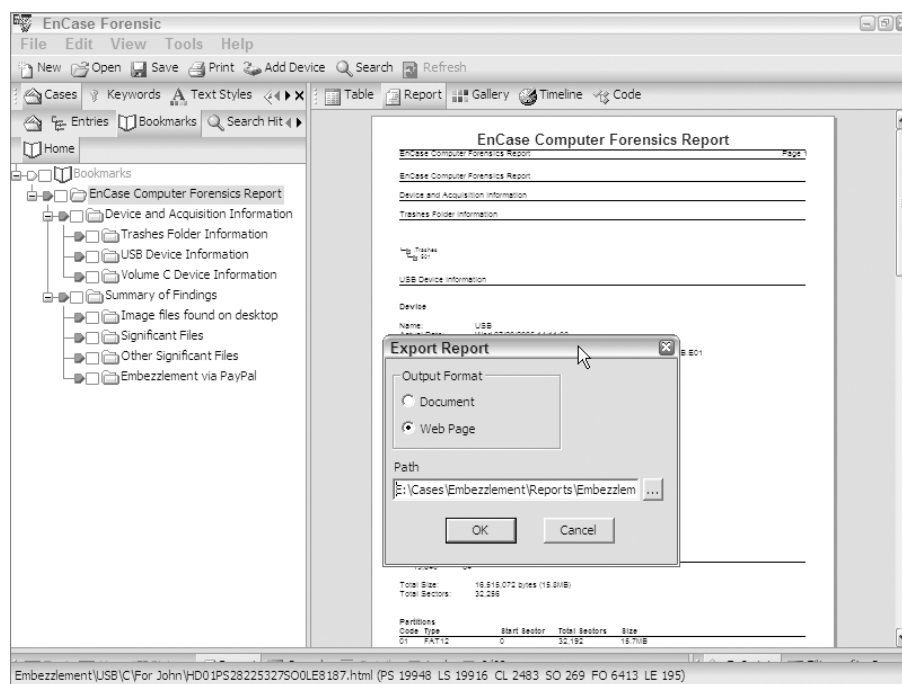 EnCase Forensic
File Edit View Tools Help
New Open Save Print Add Device Search Refresh
Cases Keywords Text Styles
Table Report Gallery Timeline Code
Entries Bookmarks Search Hit
Home
Bookmarks
EnCase Computer Forensics Report
Device and Acquisition Information
Trashes Folder Information
USB Device Information
Volume C Device Information
Summary of Findings
Image files found on desktop
Significant Files
Other Significant Files
Embezzlement via PayPal
EnCase Computer Forensics Report
EnCase Computer Forensics Report Page 1
EnCase Computer Forensics Report
Device and Acquisition Information
Trashes Folder Information
Trashes
501
USB Device Information
Device
Name: USB
B.E01
Export Report
Output Format
Document
Web Page
Path
E:\Cases\Embezzlement\Reports\Embezzlem ...
OK Cancel
Total Size: 16,515,072 bytes (15.8MB)
Total Sectors: 32,256
Partitions
Code Type Start Sector Total Sectors Size
01 FAT12 0 32,192 15.7MB
Embezzlement\USB\C\For John\HD01PS28225327SO0LE8187.html (PS 19948 LS 19916 CL 2483 SO 269 FO 6413 LE 195)